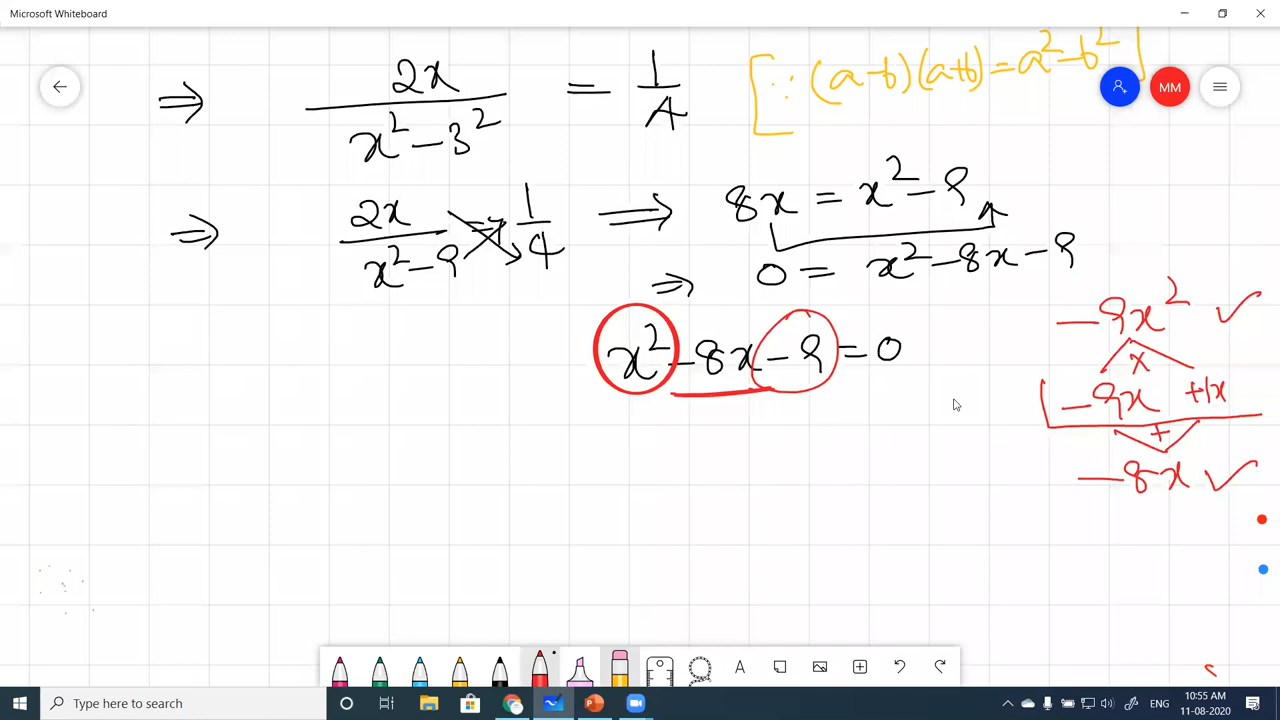 Microsoft Whiteboard
[∵ (a-b)(a+b) = a² - b²]
MM
⇒ 2x / x² - 3² = 1 / 4
⇒ 2x / x² - 9 = 1 / 4 ⇒ 8x = x² - 9
⇒ 0 = x² - 8x - 9
x² - 8x - 9 = 0
-9x² ✓
×
-9x +1x
+
-8x ✓
A
Type here to search
ENG
10:55 AM
11-08-2020